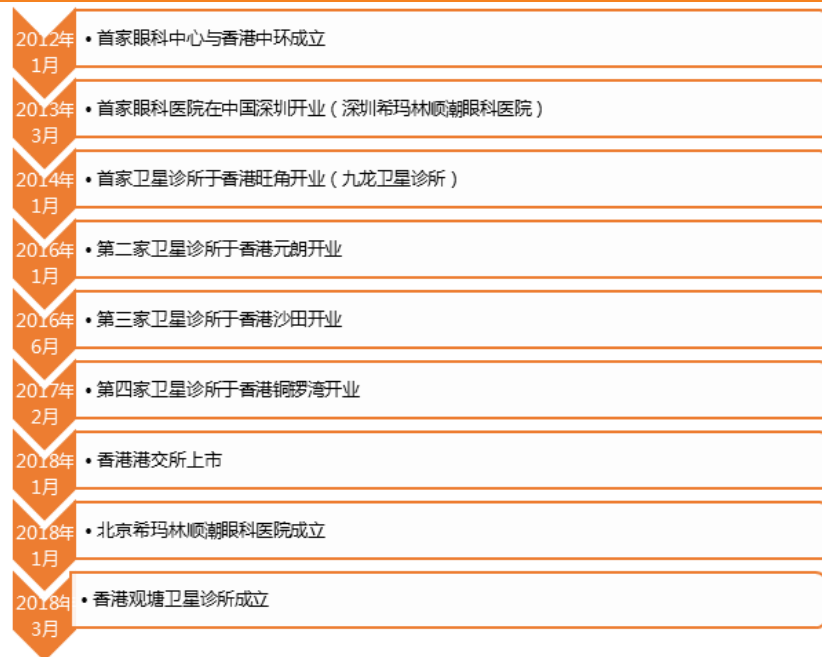 2012年
1月
• 首家眼科中心与香港中环成立
2013年
3月
• 首家眼科医院在中国深圳开业（深圳希玛林顺潮眼科医院）
2014年
1月
• 首家卫星诊所于香港旺角开业（九龙卫星诊所）
2016年
1月
• 第二家卫星诊所于香港元朗开业
2016年
6月
• 第三家卫星诊所于香港沙田开业
2017年
2月
• 第四家卫星诊所于香港铜锣湾开业
2018年
1月
• 香港港交所上市
2018年
1月
• 北京希玛林顺潮眼科医院成立
2018年
3月
• 香港观塘卫星诊所成立